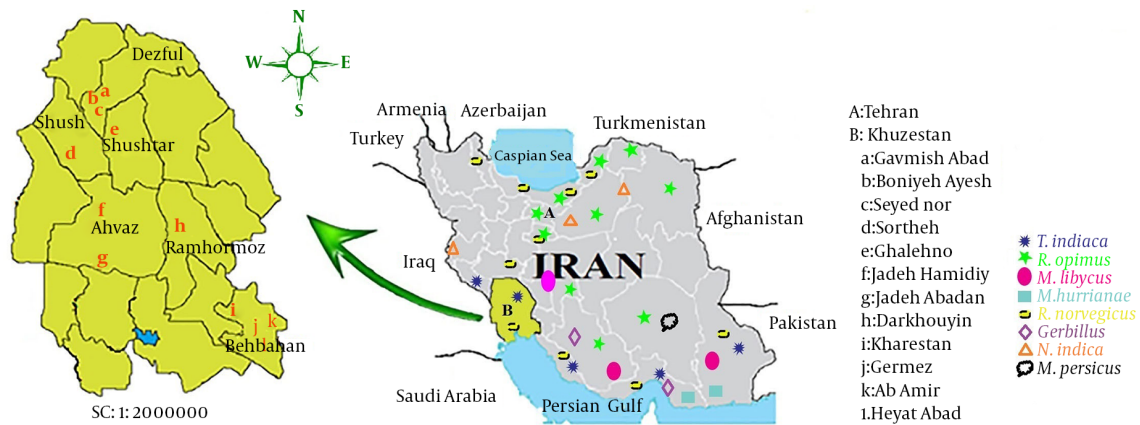 Dezful
b a
c
Shush
e
Shushtar
d
f
Ahvaz
h
Ramhormoz
g
i
j k
l
Behbahan
SC: 1: 2000000
N
W E
S
Armenia Azerbaijan
Turkey
Turkmenistan
Caspian Sea
A
Afghanistan
Iraq
IRAN
B
Pakistan
Saudi Arabia
Persian Gulf
A:Tehran
B: Khuzestan
a:Gavmish Abad
b:Boniyeh Ayesh
c:Seyed nor
d:Sortheh
e:Ghalehno
f:Jadeh Hamidiy
g:Jadeh Abadan
h:Darkhouyin
i:Kharestan
j:Germez
k:Ab Amir
1.Heyat Abad
T. indiaca
R. opimus
M. libycus
M.hurrianae
R. norvegicus
Gerbillus
N. indica
M. persicus